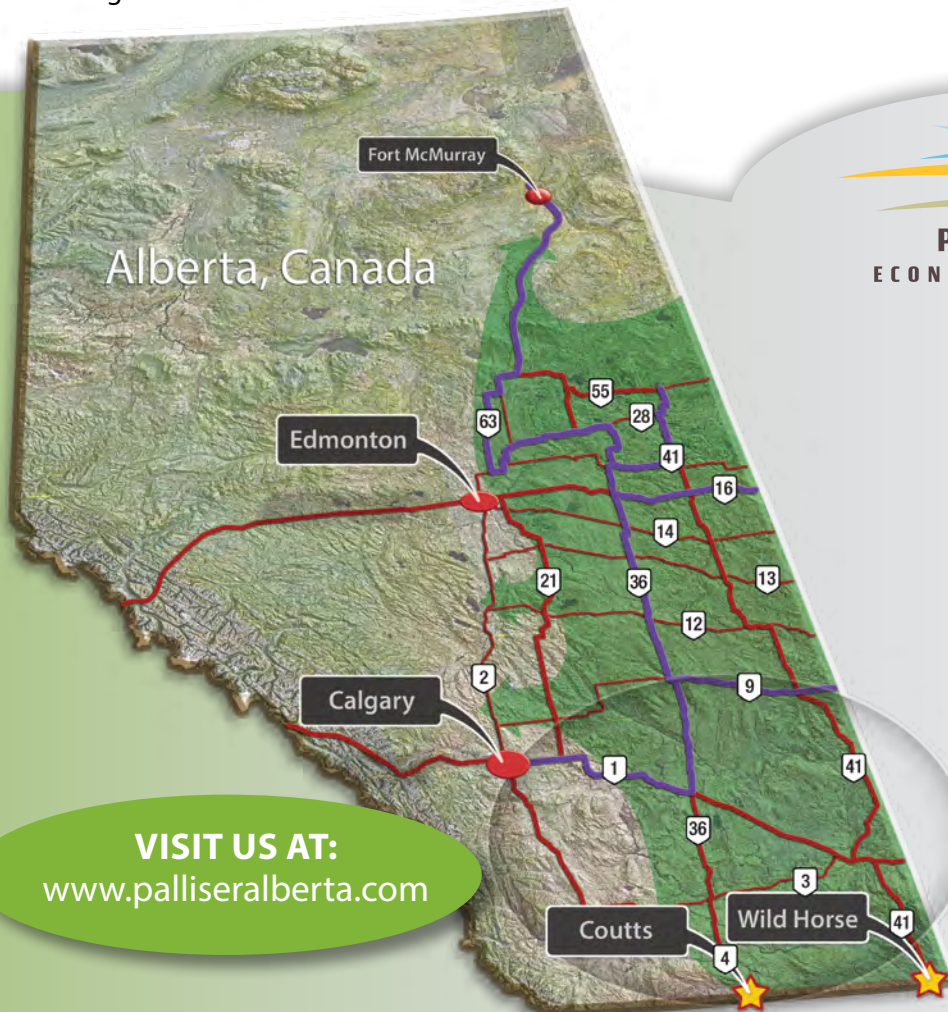 Fort McMurray
Alberta, Canada
ECON
55
63
28
Edmonton
41
16
14
21
36
13
12
2
9
Calgary
1
41
36
VISIT US AT:
www.palliseralberta.com
3
Coutts
Wild Horse
41
4